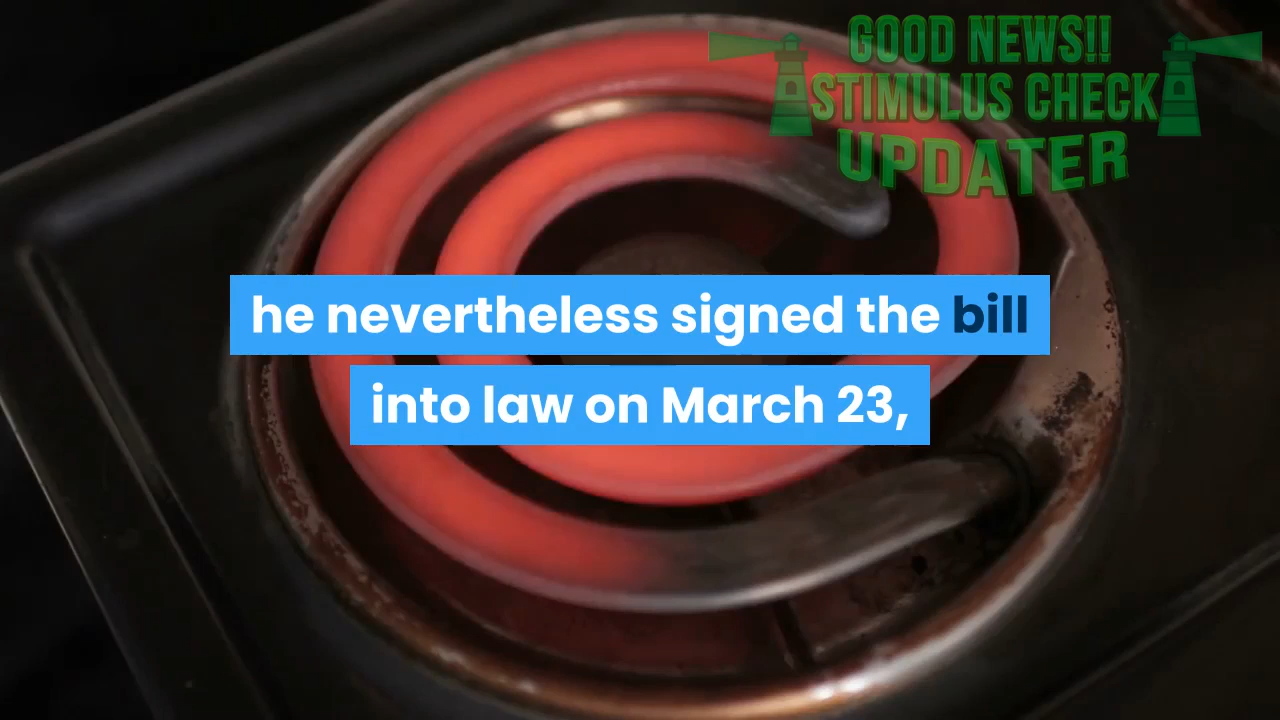 GOOD NEWS!!
STIMULUS CHECK
UPDATER
he nevertheless signed the bill
into law on March 23,